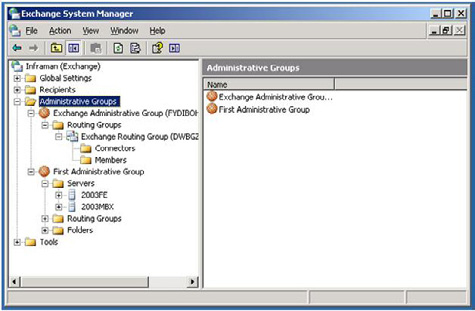 Exchange System Manager
File Action View Window Help
Inframan (Exchange)
Global Settings
Recipients
Administrative Groups
Exchange Administrative Group (FYDIBOH
Routing Groups
Exchange Routing Group (DWBGZ
Connectors
Members
First Administrative Group
Servers
2003FE
2003MBX
Routing Groups
Folders
Tools
Administrative Groups
Name
Exchange Administrative Grou...
First Administrative Group